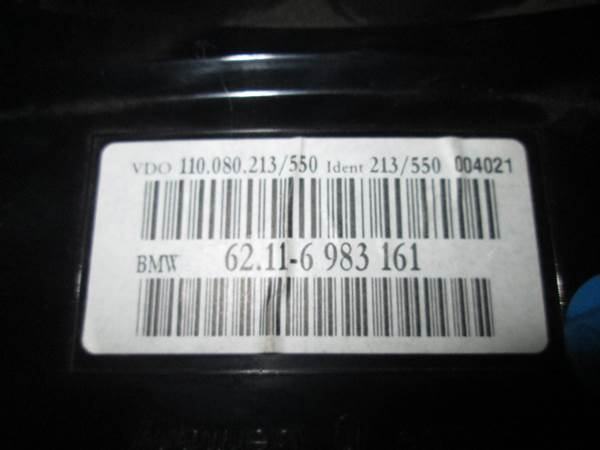 VDO 110.080.213/550 Ident 213/550 004021
BMW 62.11-6 983 161